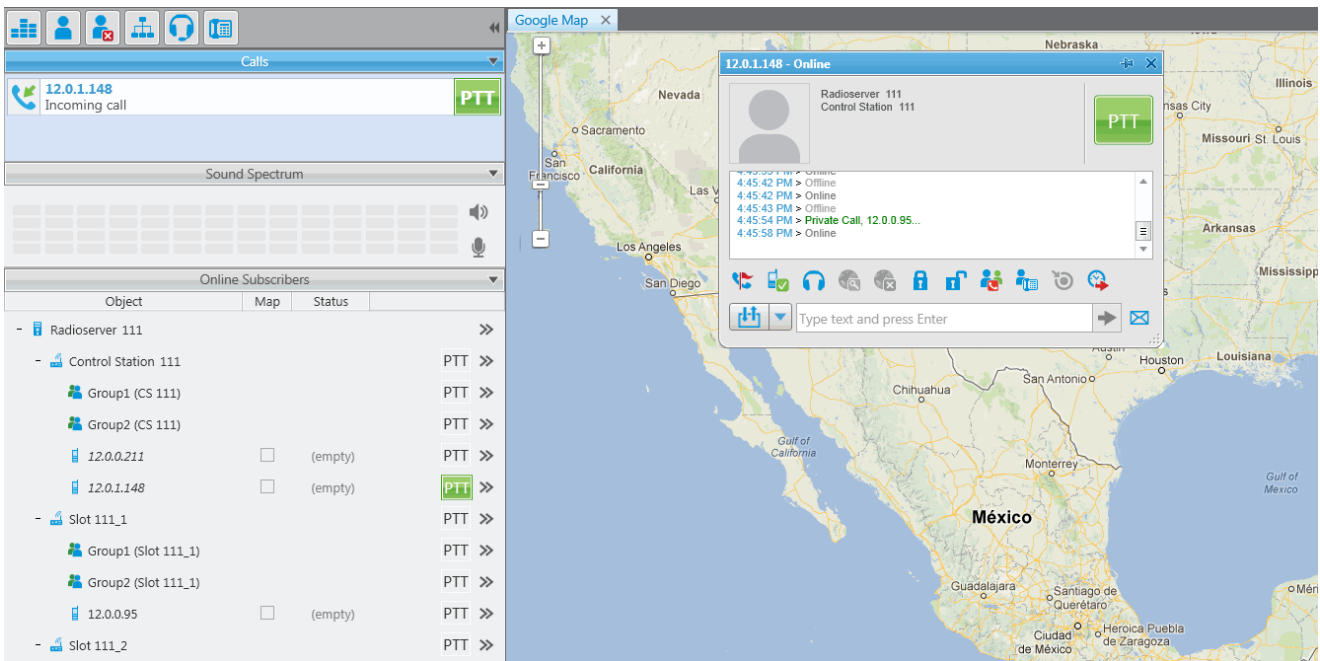 Calls
12.0.1.148
Incoming call
PTT
Sound Spectrum
Online Subscribers
Object Map Status
- Radioserver 111
- Control Station 111 PTT
Group1 (CS 111) PTT
Group2 (CS 111) PTT
12.0.0.211 (empty) PTT
12.0.1.148 (empty) PTT
- Slot 111_1 PTT
Group1 (Slot 111_1) PTT
Group2 (Slot 111_1) PTT
12.0.0.95 (empty) PTT
- Slot 111_2 PTT
Google Map
12.0.1.148 - Online
Radioserver 111
Control Station 111
PTT
4:45:42 PM > Offline
4:45:42 PM > Online
4:45:43 PM > Offline
4:45:54 PM > Private Call, 12.0.0.95...
4:45:58 PM > Online
Type text and press Enter
Nebraska
Illinois
Nevada
Sacramento
Missouri St. Louis
San
Francisco
California
Arkansas
Los Angeles
San Diego
Houston
Louisiana
San Antonio
Chihuahua
Gulf of
California
Monterrey
Gulf of
Mexico
México
Guadalajara
Santiago de
Querétaro
Ciudad
de México
Heroica Puebla
de Zaragoza